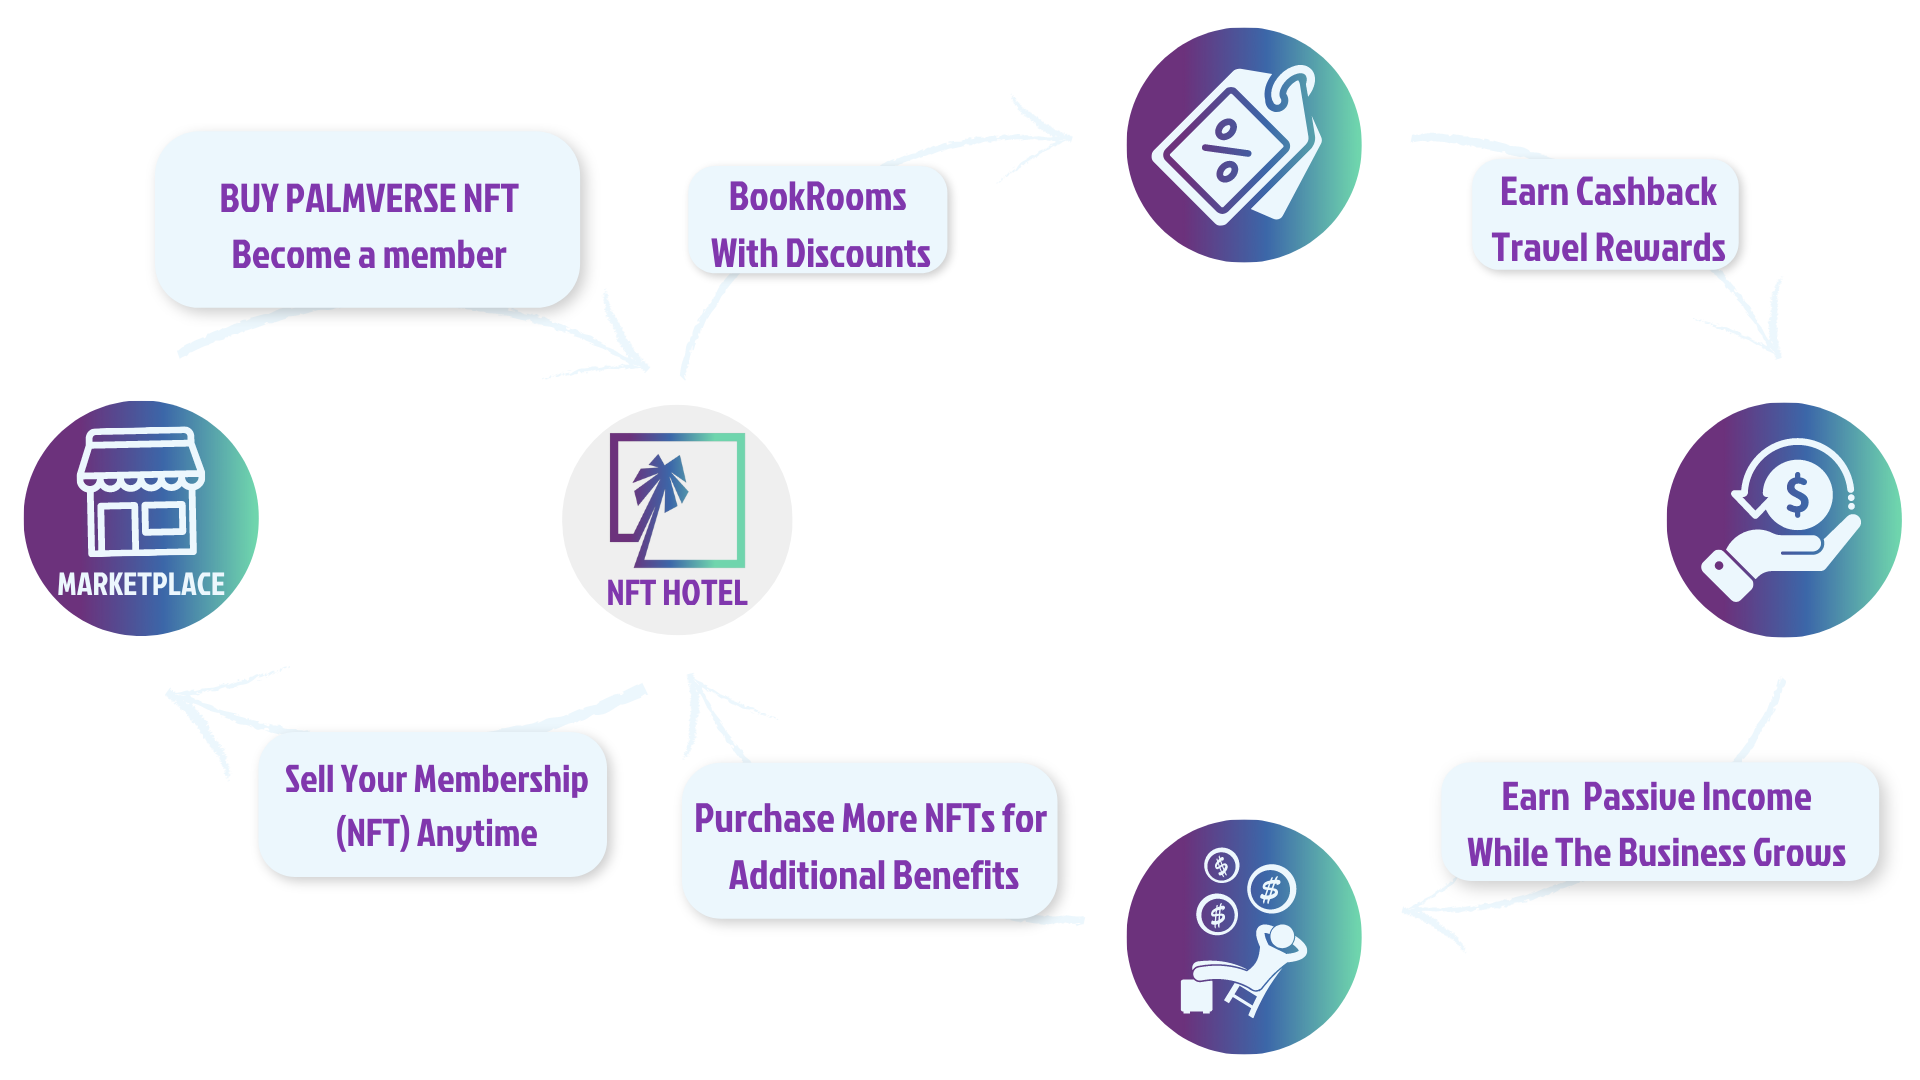 BUY PALMVERSE NFT
Become a member
BookRooms
With Discounts
Earn Cashback
Travel Rewards
MARKETPLACE
NFT HOTEL
Sell Your Membership
(NFT) Anytime
Purchase More NFTs for
Additional Benefits
Earn  Passive Income
While The Business Grows